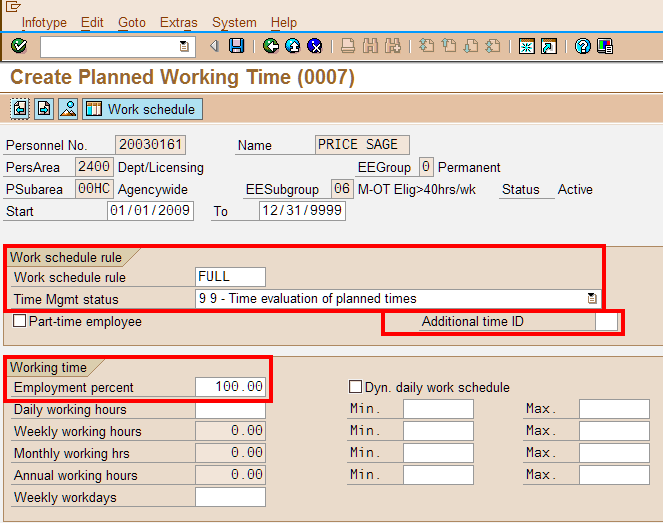 Infotype Edit Goto Extras System Help
Create Planned Working Time (0007)
Work schedule
Personnel No. 20030161 Name PRICE SAGE
PersArea 2400 Dept/Licensing EEGroup 0 Permanent
PSubarea 00HC Agencywide EESubgroup 06 M-OT Elig>40hrs/wk Status Active
Start 01/01/2009 To 12/31/9999
Work schedule rule
Work schedule rule FULL
Time Mgmt status 9 9 - Time evaluation of planned times
Part-time employee Additional time ID
Working time
Employment percent 100.00 Dyn. daily work schedule
Daily working hours Min. Max.
Weekly working hours 0.00 Min. Max.
Monthly working hrs 0.00 Min. Max.
Annual working hours 0.00 Min. Max.
Weekly workdays